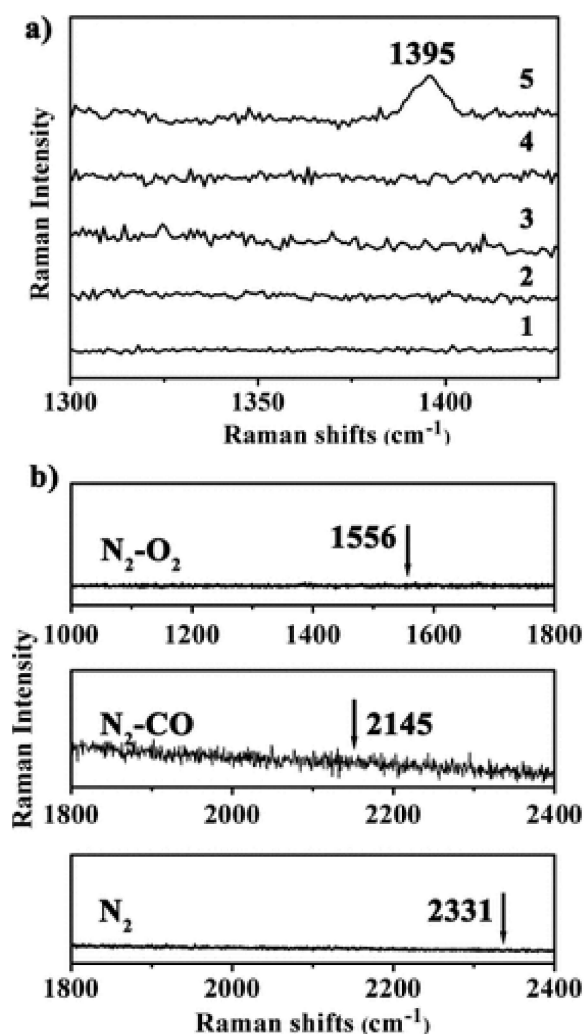 a)
1395
5
4
3
2
1
Raman Intensity
1300 1350 1400
Raman shifts (cm⁻¹)
b)
N₂-O₂ 1556
1000 1200 1400 1600 1800
N₂-CO 2145
1800 2000 2200 2400
N₂ 2331
1800 2000 2200 2400
Raman Intensity
Raman shifts (cm⁻¹)